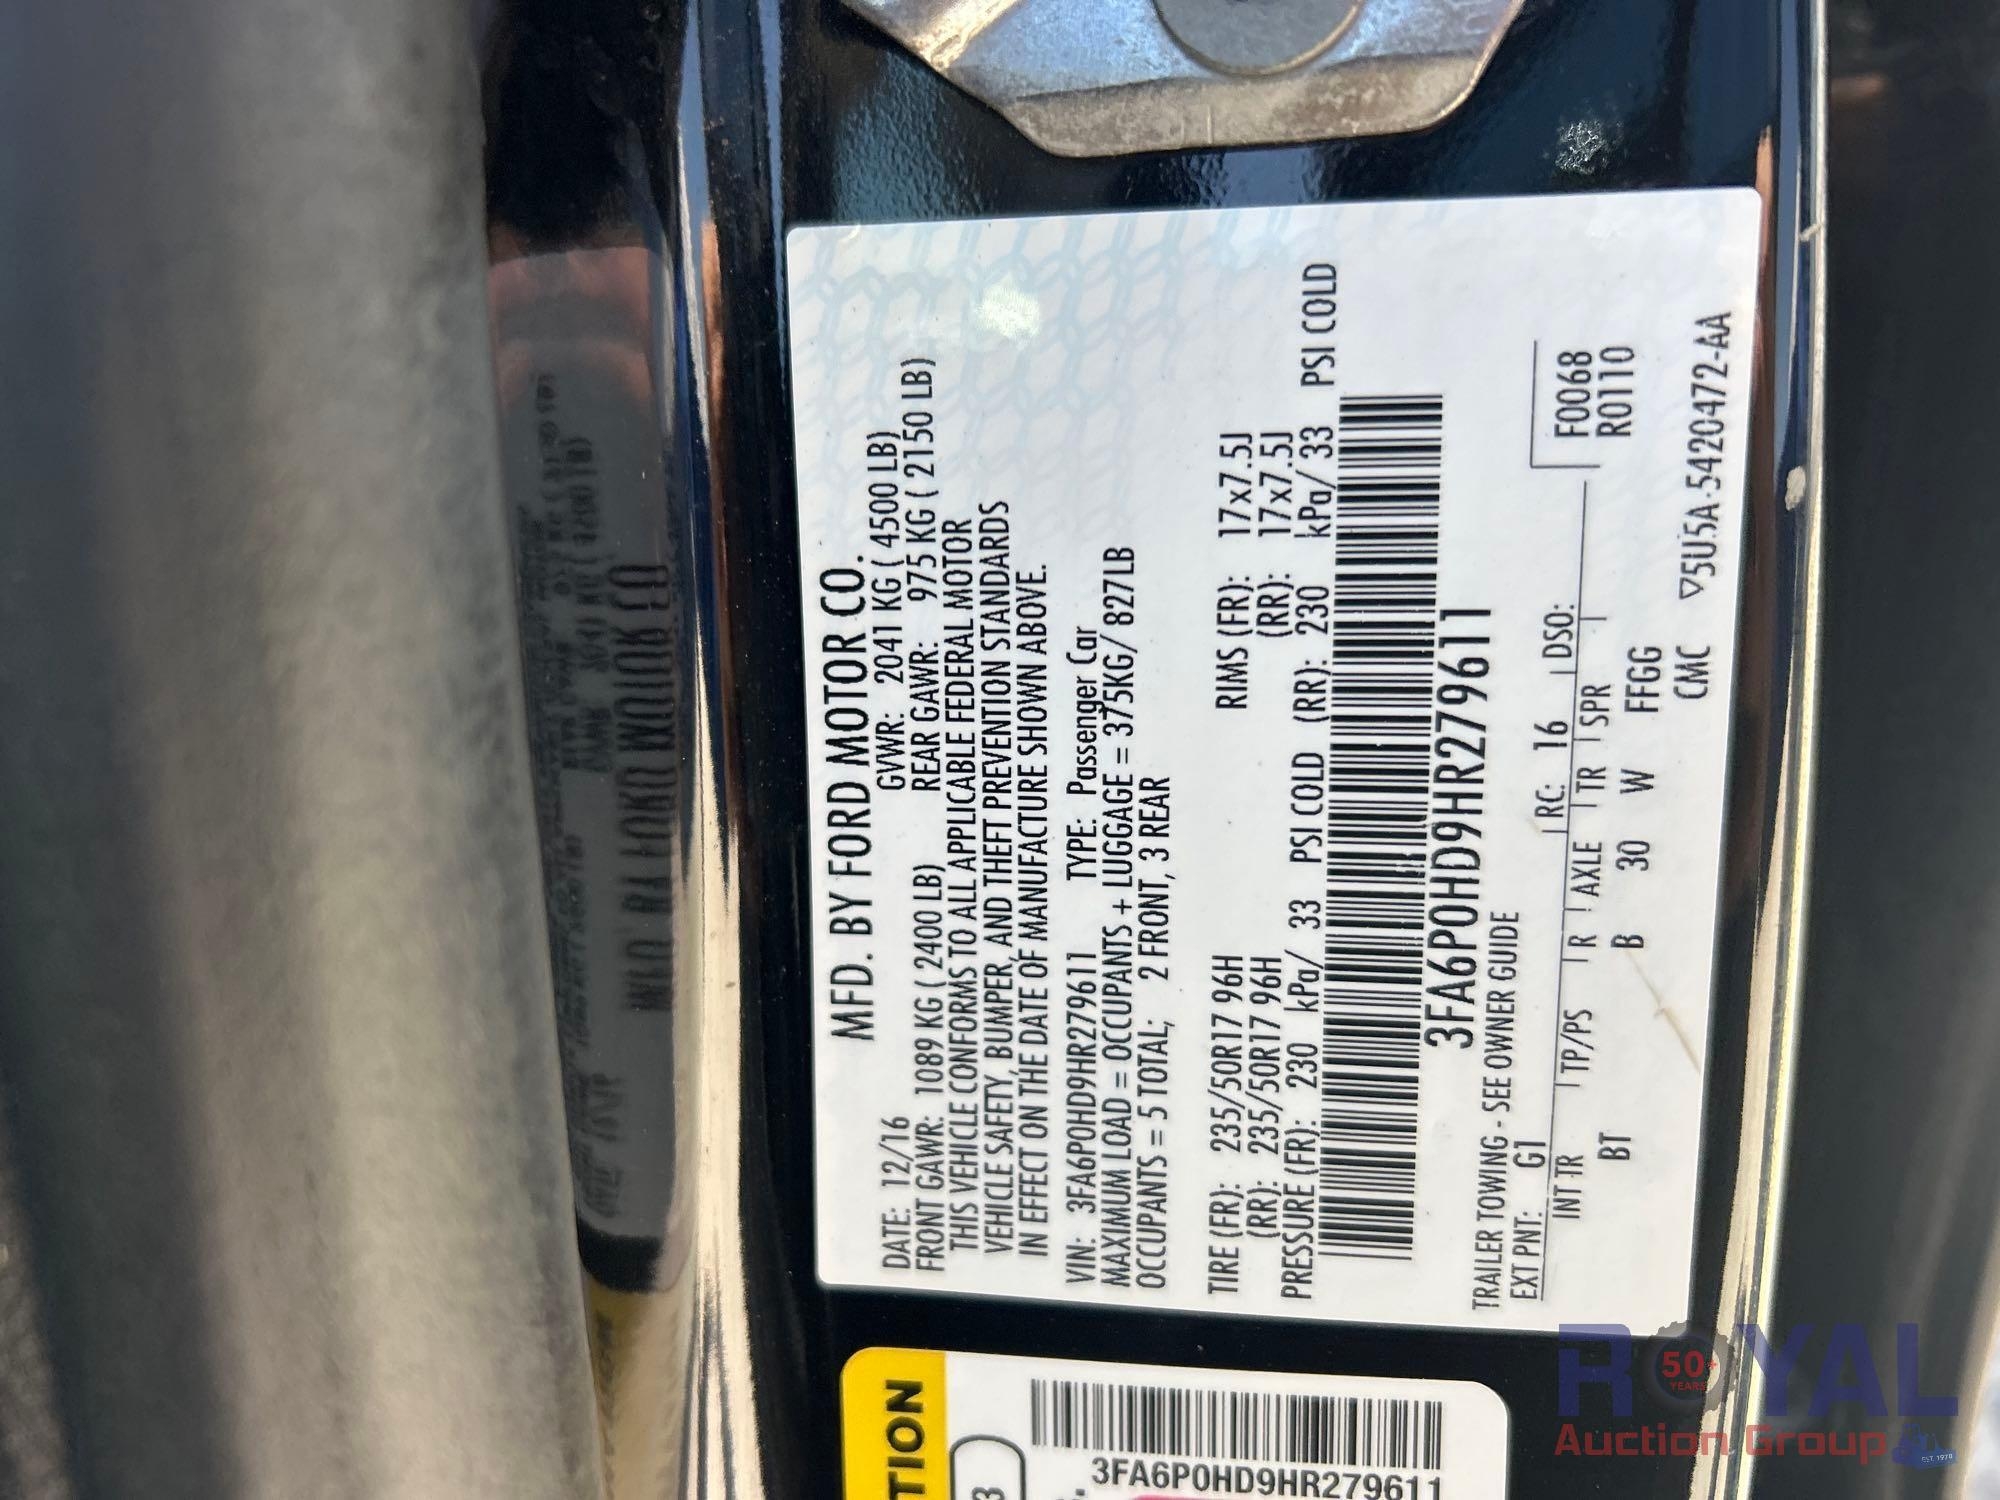 MFD. BY FORD MOTOR CO.
DATE: 12/16 GVWR: 2041 KG ( 4500 LB)
FRONT GAWR: 1089 KG ( 2400 LB) REAR GAWR: 975 KG ( 2150 LB)
THIS VEHICLE CONFORMS TO ALL APPLICABLE FEDERAL MOTOR
VEHICLE SAFETY, BUMPER, AND THEFT PREVENTION STANDARDS
IN EFFECT ON THE DATE OF MANUFACTURE SHOWN ABOVE.
VIN: 3FA6P0HD9HR279611 TYPE: Passenger Car
MAXIMUM LOAD = OCCUPANTS + LUGGAGE = 375KG/ 827LB
OCCUPANTS = 5 TOTAL; 2 FRONT, 3 REAR
TIRE (FR): 235/50R17 96H RIMS (FR): 17x7.5J
(RR): 235/50R17 96H (RR): 17x7.5J
PRESSURE (FR): 230 kPa/ 33 PSI COLD (RR): 230 kPa/ 33 PSI COLD
3FA6P0HD9HR279611
TRAILER TOWING - SEE OWNER GUIDE
EXT PNT: G1 RC: 16 DSO:
F0068
R0110
INT TR TP/PS R AXLE TR SPR
BT B 30 W FFGG
CMC ▽5U5A-5420472-AA
TION
3
3FA6P0HD9HR279611
ROYAL
50+
YEARS
Auction Group
EST. 1970